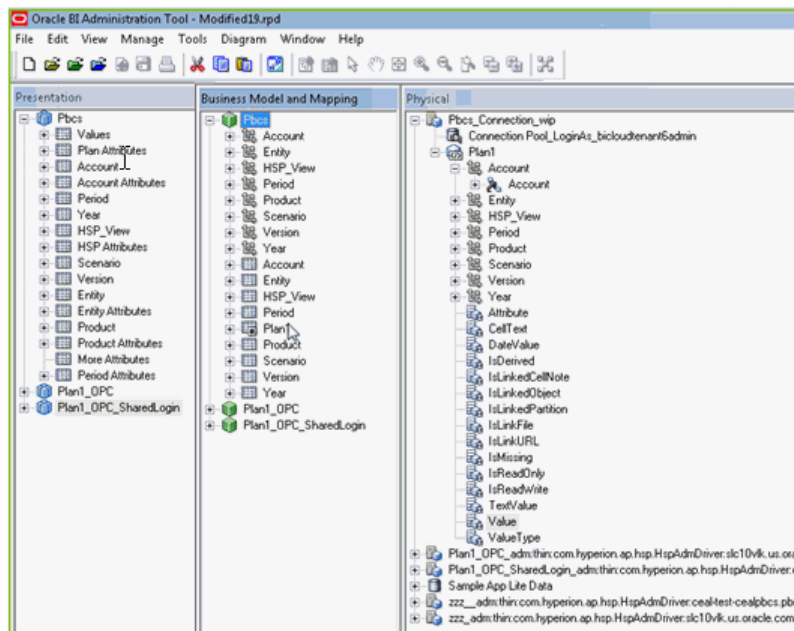 Oracle BI Administration Tool - Modified19.rpd
File Edit View Manage Tools Diagram Window Help
Presentation
Pbcs
Values
Plan Attributes
Account
Account Attributes
Period
Year
HSP_View
HSP Attributes
Scenario
Version
Entity
Entity Attributes
Product
Product Attributes
More Attributes
Period Attributes
Plan1_OPC
Plan1_OPC_SharedLogin
Business Model and Mapping
Pbcs
Account
Entity
HSP_View
Period
Product
Scenario
Version
Year
Account
Entity
HSP_View
Period
Plan1
Product
Scenario
Version
Year
Plan1_OPC
Plan1_OPC_SharedLogin
Physical
Pbcs_Connection_wip
Connection Pool_LoginAs_bicloudtenant6admin
Plan1
Account
Account
Entity
HSP_View
Period
Product
Scenario
Version
Year
Attribute
CellText
DateValue
IsDerived
IsLinkedCellNote
IsLinkedObject
IsLinkedPartition
IsLinkFile
IsLinkURL
IsMissing
IsReadOnly
IsReadWrite
TextValue
Value
ValueType
Plan1_OPC_adm:thin:com.hyperion.ap.hsp.HspAdmDriver:slc10vlk.us.ora
Plan1_OPC_SharedLogin_adm:thin:com.hyperion.ap.hsp.HspAdmDriver:
Sample App Lite Data
zzz__adm:thin:com.hyperion.ap.hsp.HspAdmDriver:ceal-test-cealpbcs.pb
zzz_adm:thin:com.hyperion.ap.hsp.HspAdmDriver:slc10vlk.us.oracle.com